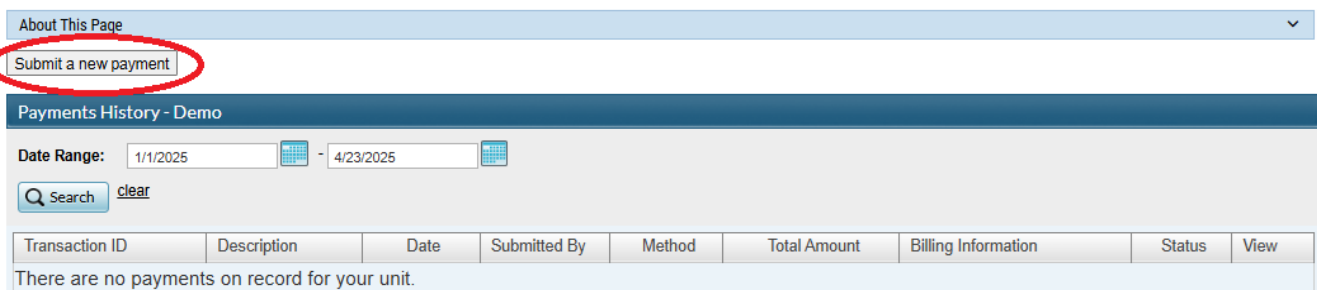 About This Page
Submit a new payment
Payments History - Demo
Date Range: 1/1/2025 - 4/23/2025
Search clear
Transaction ID Description Date Submitted By Method Total Amount Billing Information Status View
There are no payments on record for your unit.